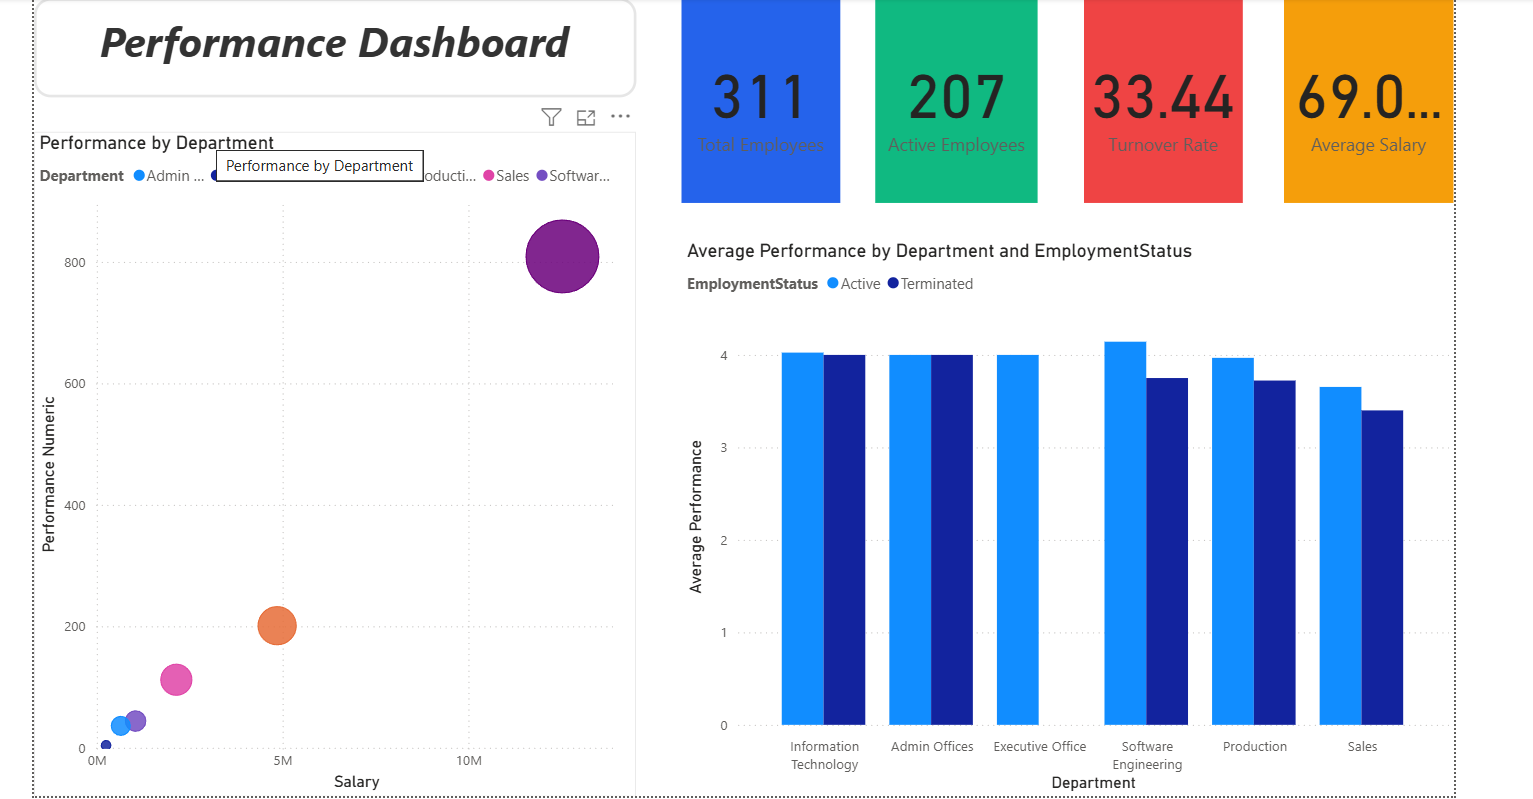 Performance Dashboard
311
Total Employees
207
Active Employees
33.44
Turnover Rate
69.0...
Average Salary
Performance by Department
Performance by Department
Department Admin ... oducti... Sales Softwar...
800
600
400
200
0
Performance Numeric
0M 5M 10M
Salary
Average Performance by Department and EmploymentStatus
EmploymentStatus Active Terminated
4
3
2
1
0
Average Performance
Information Technology
Admin Offices
Executive Office
Software Engineering
Production
Sales
Department